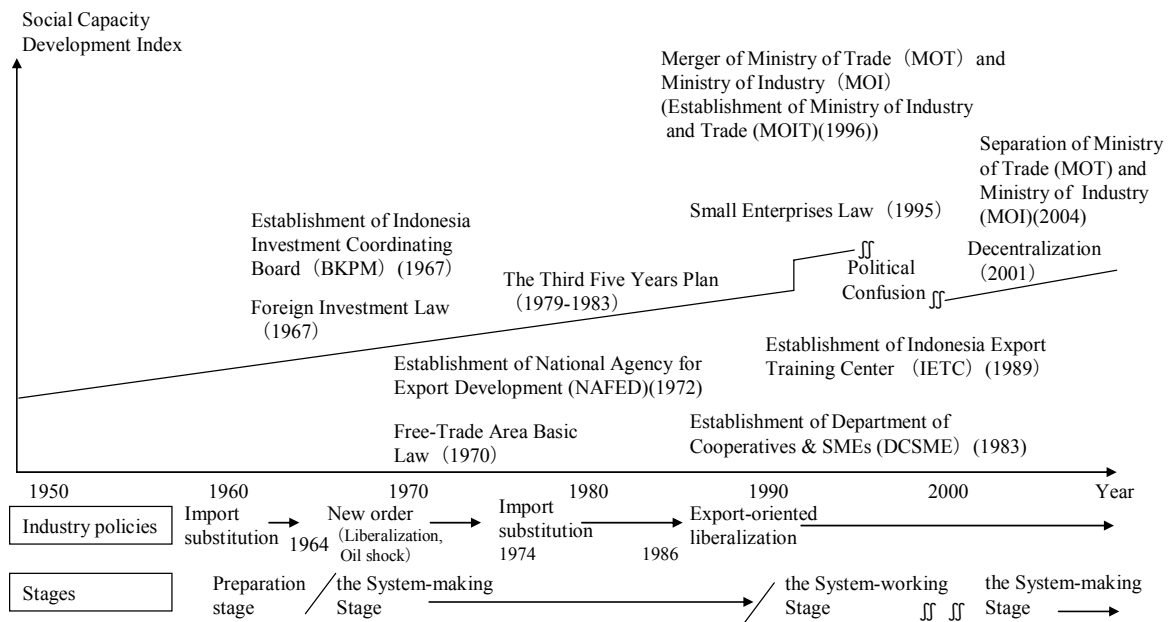 Social Capacity
Development Index
Merger of Ministry of Trade（MOT）and
Ministry of Industry（MOI）
(Establishment of Ministry of Industry
and Trade (MOIT)(1996))
Separation of Ministry
of Trade (MOT) and
Ministry of Industry
(MOI)(2004)
Small Enterprises Law（1995）
Establishment of Indonesia
Investment Coordinating
Board（BKPM）(1967）
Decentralization
（2001）
Political
Confusion
The Third Five Years Plan
（1979-1983）
Foreign Investment Law
（1967）
Establishment of Indonesia Export
Training Center （IETC）(1989）
Establishment of National Agency for
Export Development (NAFED)(1972）
Establishment of Department of
Cooperatives & SMEs (DCSME）(1983）
Free-Trade Area Basic
Law（1970）
1950 1960 1970 1980 1990 2000 Year
Industry policies
Import
substitution
1964
New order
（Liberalization,
Oil shock）
Import
substitution
1974
1986
Export-oriented
liberalization
Stages
Preparation
stage
the System-making
Stage
the System-working
Stage
the System-making
Stage